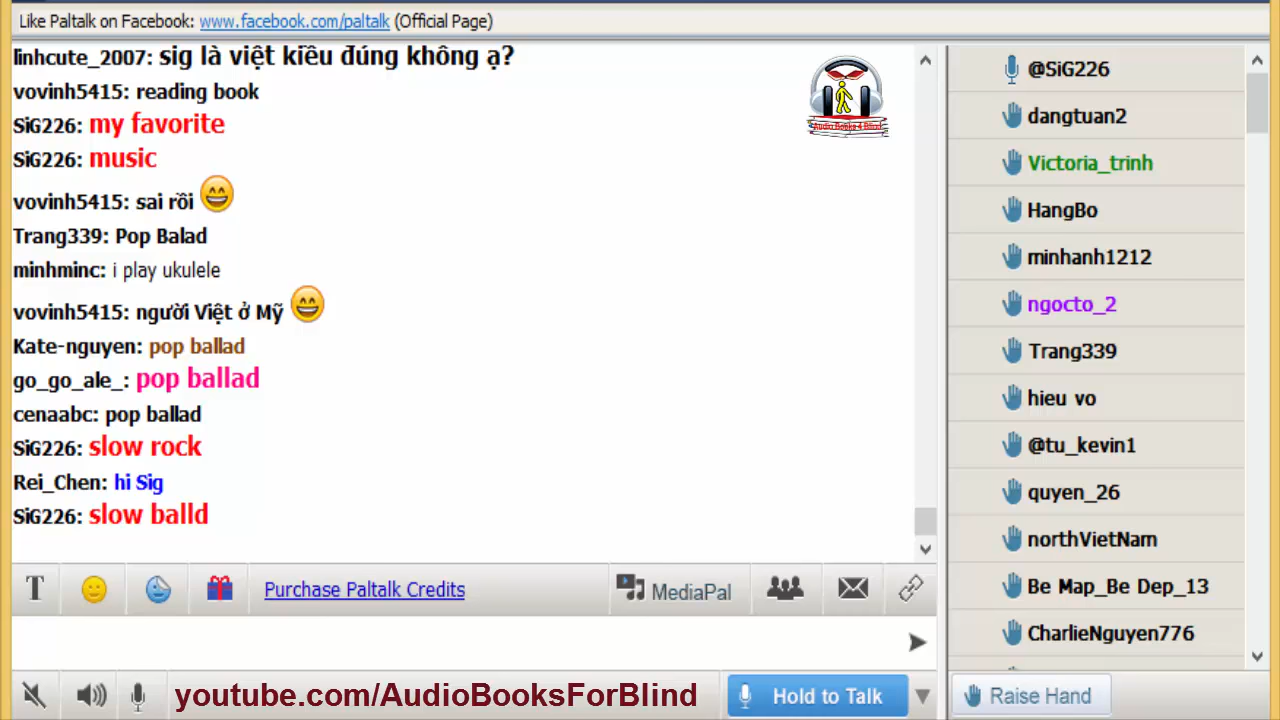 Like Paltalk on Facebook: www.facebook.com/paltalk (Official Page)
linhcute_2007: sig là việt kiều đúng không ạ?
vovinh5415: reading book
SiG226: my favorite
SiG226: music
vovinh5415: sai rồi
Trang339: Pop Balad
minhminc: i play ukulele
vovinh5415: người Việt ở Mỹ
Kate-nguyen: pop ballad
go_go_ale_: pop ballad
cenaabc: pop ballad
SiG226: slow rock
Rei_Chen: hi Sig
SiG226: slow balld
Audio Books 4 Blind
T
Purchase Paltalk Credits
MediaPal
youtube.com/AudioBooksForBlind
Hold to Talk
@SiG226
dangtuan2
Victoria_trinh
HangBo
minhanh1212
ngocto_2
Trang339
hieu vo
@tu_kevin1
quyen_26
northVietNam
Be Map_Be Dep_13
CharlieNguyen776
Raise Hand